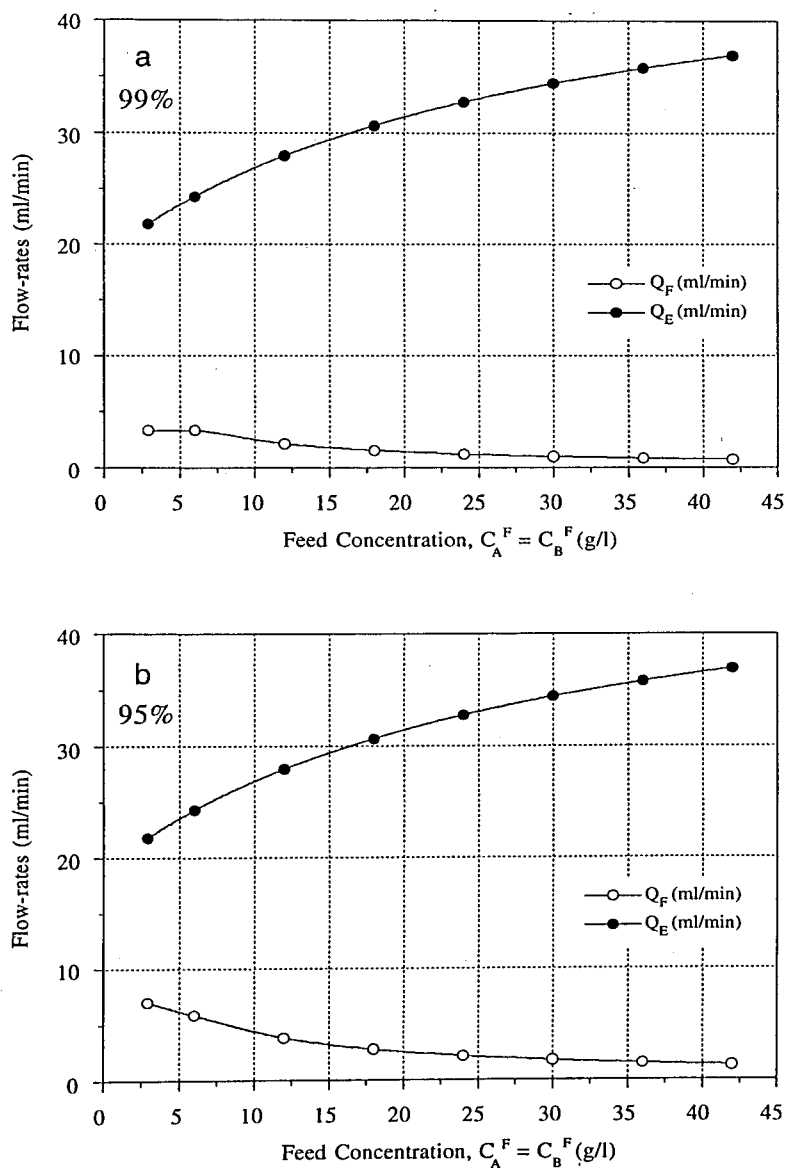 40
30
20
10
0
Flow-rates (ml/min)
a
99%
Q_F (ml/min)
Q_E (ml/min)
0 5 10 15 20 25 30 35 40 45
Feed Concentration, C_A^F = C_B^F (g/l)
40
30
20
10
0
Flow-rates (ml/min)
b
95%
Q_F (ml/min)
Q_E (ml/min)
0 5 10 15 20 25 30 35 40 45
Feed Concentration, C_A^F = C_B^F (g/l)